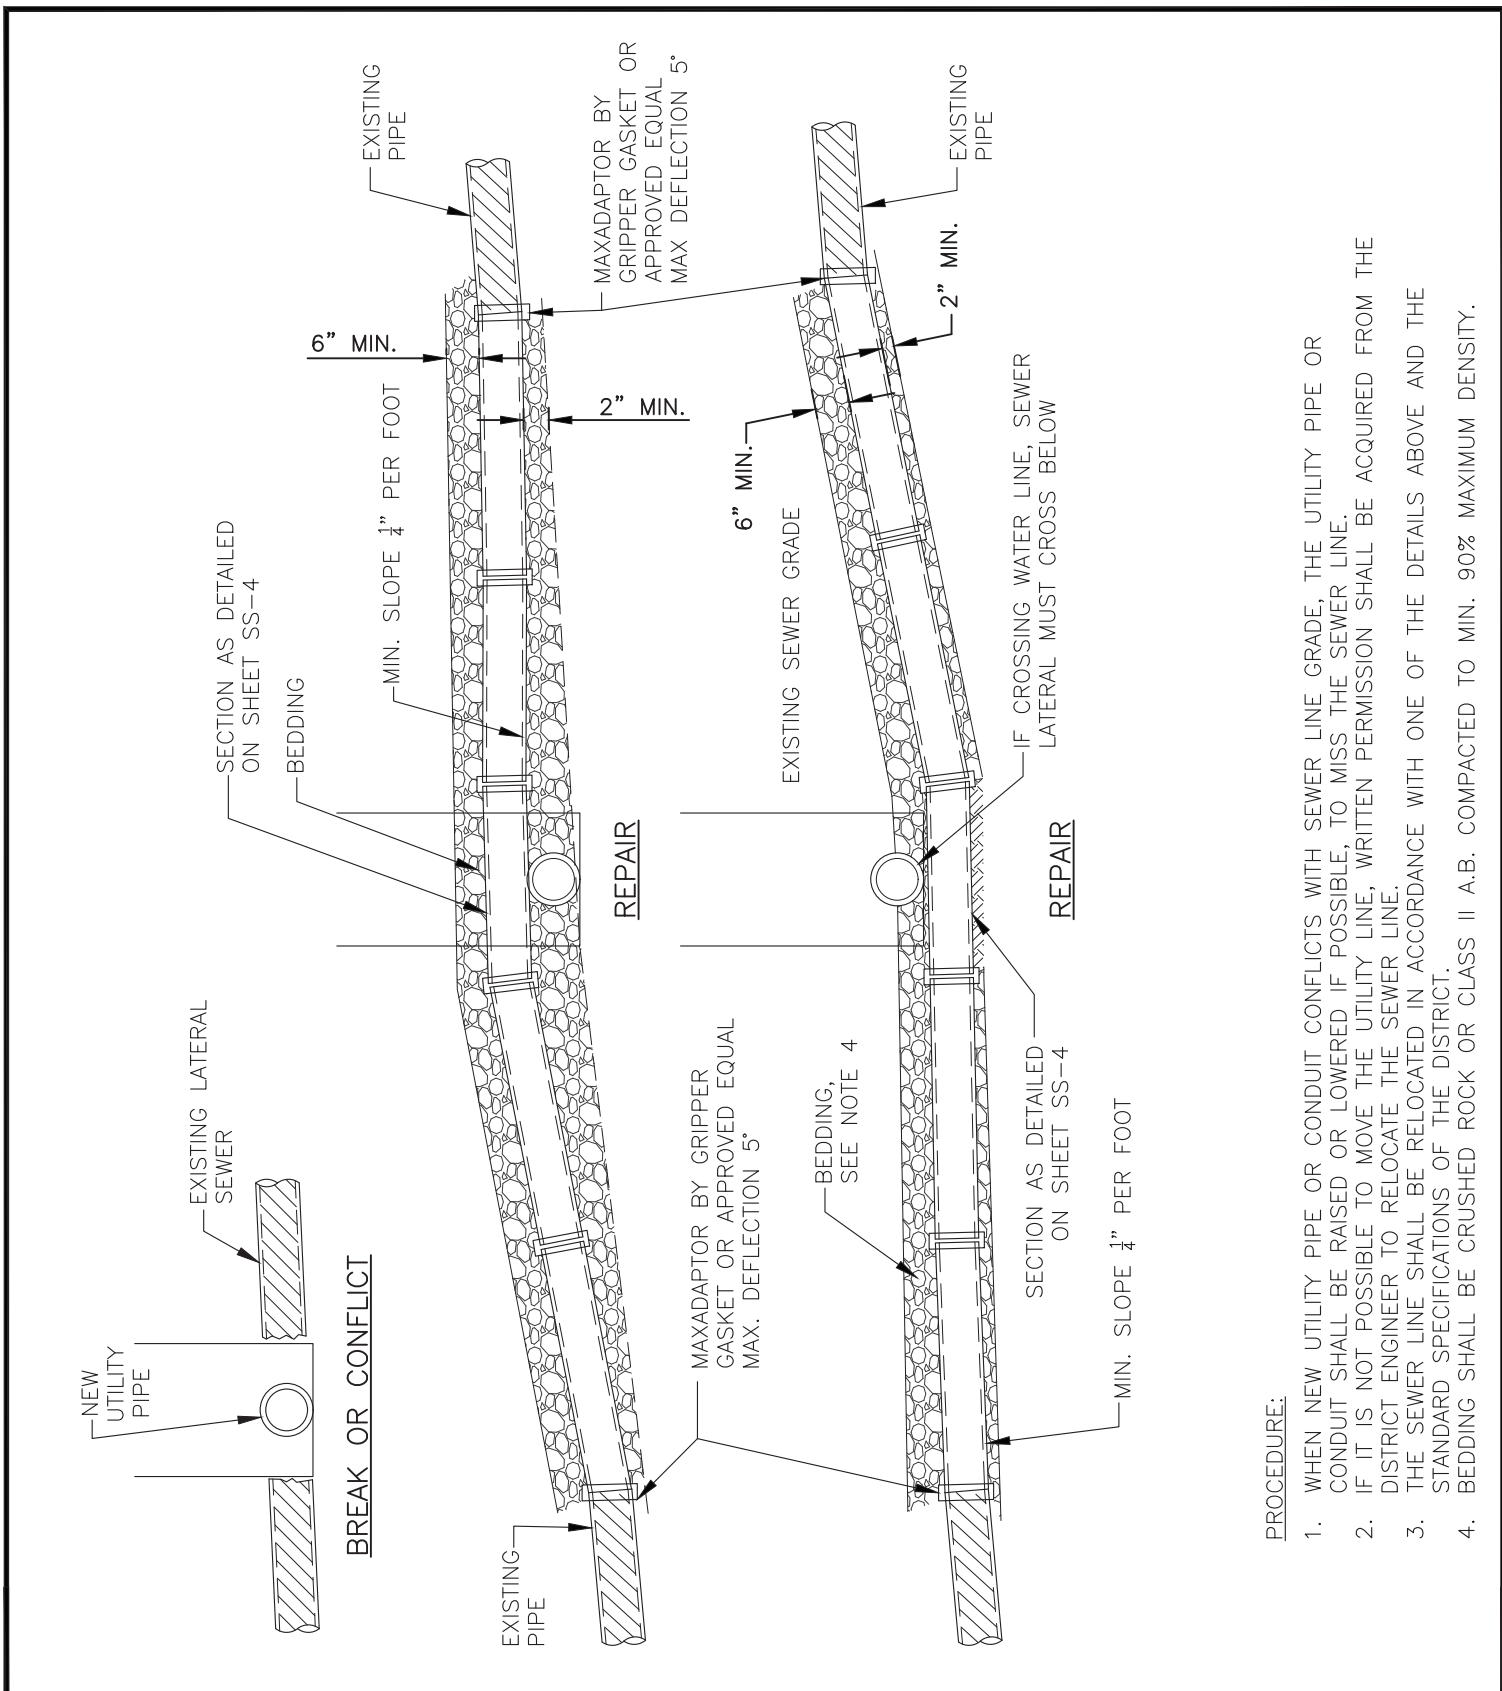 NEW
UTILITY
PIPE
EXISTING LATERAL
SEWER
BREAK OR CONFLICT
SECTION AS DETAILED
ON SHEET SS-4
BEDDING
EXISTING
PIPE
6" MIN.
MIN. SLOPE 1/4" PER FOOT
2" MIN.
MAXADAPTOR BY
GRIPPER GASKET OR
APPROVED EQUAL
MAX DEFLECTION 5°
EXISTING
PIPE
REPAIR
MAXADAPTOR BY GRIPPER
GASKET OR APPROVED EQUAL
MAX. DEFLECTION 5°
6" MIN.
EXISTING SEWER GRADE
2" MIN.
EXISTING
PIPE
BEDDING,
SEE NOTE 4
IF CROSSING WATER LINE, SEWER
LATERAL MUST CROSS BELOW
SECTION AS DETAILED
ON SHEET SS-4
REPAIR
MIN. SLOPE 1/4" PER FOOT
PROCEDURE:
1. WHEN NEW UTILITY PIPE OR CONDUIT CONFLICTS WITH SEWER LINE GRADE, THE UTILITY PIPE OR
CONDUIT SHALL BE RAISED OR LOWERED IF POSSIBLE, TO MISS THE SEWER LINE.
2. IF IT IS NOT POSSIBLE TO MOVE THE UTILITY LINE, WRITTEN PERMISSION SHALL BE ACQUIRED FROM THE
DISTRICT ENGINEER TO RELOCATE THE SEWER LINE.
3. THE SEWER LINE SHALL BE RELOCATED IN ACCORDANCE WITH ONE OF THE DETAILS ABOVE AND THE
STANDARD SPECIFICATIONS OF THE DISTRICT.
4. BEDDING SHALL BE CRUSHED ROCK OR CLASS II A.B. COMPACTED TO MIN. 90% MAXIMUM DENSITY.